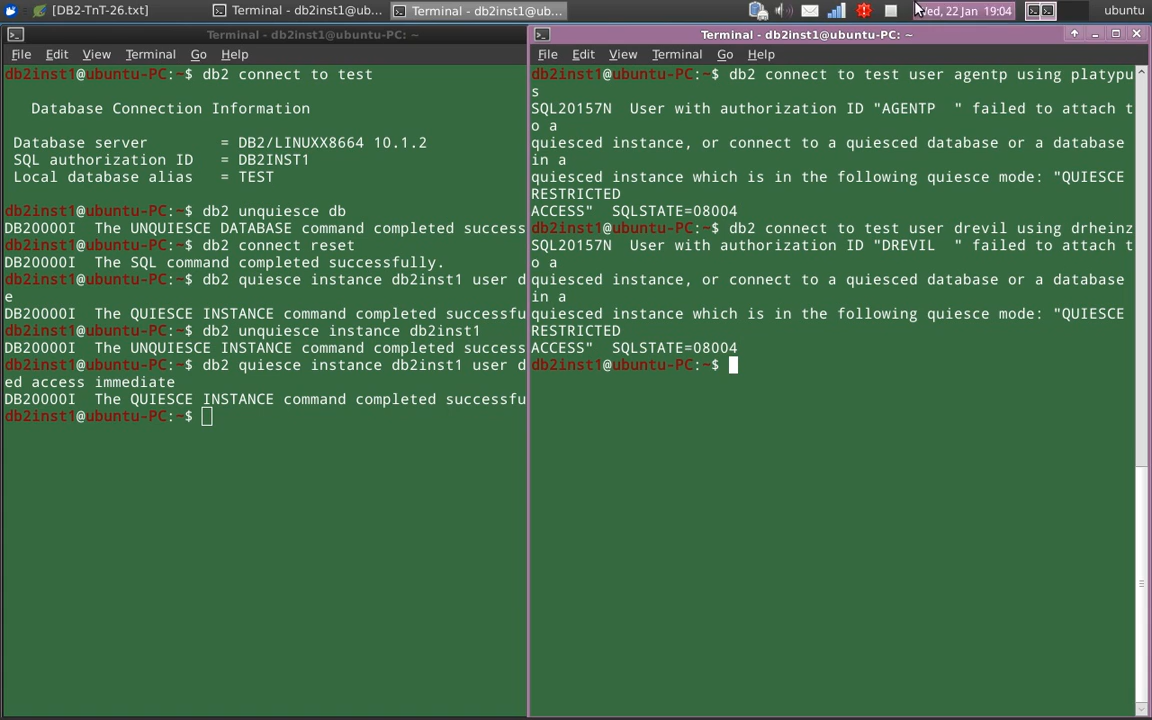 [DB2-TnT-26.txt]
Terminal - db2inst1@ub...
Terminal - db2inst1@ub...
Wed, 22 Jan 19:04
ubuntu
Terminal - db2inst1@ubuntu-PC: ~
File Edit View Terminal Go Help
db2inst1@ubuntu-PC:~$ db2 connect to test
Database Connection Information
Database server = DB2/LINUXX8664 10.1.2
SQL authorization ID = DB2INST1
Local database alias = TEST
db2inst1@ubuntu-PC:~$ db2 unquiesce db
DB20000I The UNQUIESCE DATABASE command completed success
db2inst1@ubuntu-PC:~$ db2 connect reset
DB20000I The SQL command completed successfully.
db2inst1@ubuntu-PC:~$ db2 quiesce instance db2inst1 user d
e
DB20000I The QUIESCE INSTANCE command completed successfu
db2inst1@ubuntu-PC:~$ db2 unquiesce instance db2inst1
DB20000I The UNQUIESCE INSTANCE command completed success
db2inst1@ubuntu-PC:~$ db2 quiesce instance db2inst1 user d
ed access immediate
DB20000I The QUIESCE INSTANCE command completed successfu
db2inst1@ubuntu-PC:~$
Terminal - db2inst1@ubuntu-PC: ~
File Edit View Terminal Go Help
db2inst1@ubuntu-PC:~$ db2 connect to test user agentp using platypu
s
SQL20157N User with authorization ID "AGENTP " failed to attach t
o a
quiesced instance, or connect to a quiesced database or a database
in a
quiesced instance which is in the following quiesce mode: "QUIESCE
RESTRICTED
ACCESS" SQLSTATE=08004
db2inst1@ubuntu-PC:~$ db2 connect to test user drevil using drheinz
SQL20157N User with authorization ID "DREVIL " failed to attach t
o a
quiesced instance, or connect to a quiesced database or a database
in a
quiesced instance which is in the following quiesce mode: "QUIESCE
RESTRICTED
ACCESS" SQLSTATE=08004
db2inst1@ubuntu-PC:~$